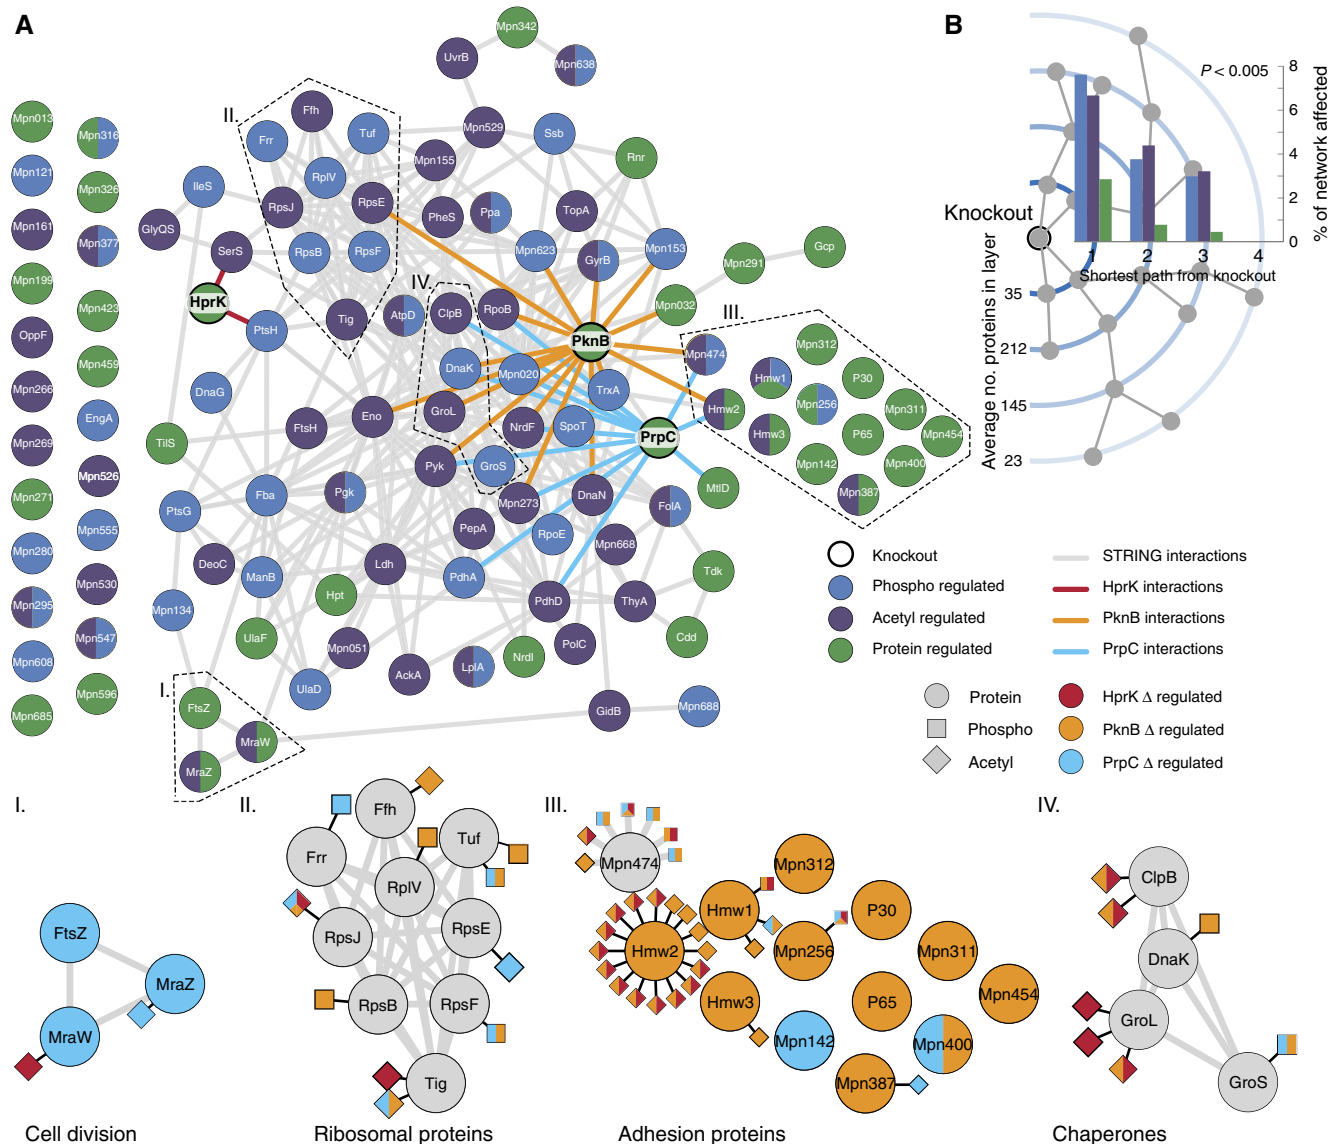 A
B
Mpn013
Mpn121
Mpn161
Mpn199
OppF
Mpn266
Mpn269
Mpn271
Mpn280
Mpn295
Mpn608
Mpn685
Mpn316
Mpn326
Mpn377
Mpn423
Mpn459
EngA
Mpn526
Mpn555
Mpn530
Mpn547
Mpn596
Mpn342
UvrB
Mpn638
II.
Ffh
Frr
Tuf
RplV
RpsJ
RpsE
RpsB
RpsF
Tig
Mpn529
Ssb
Mpn155
Rnr
IleS
GlyQS
SerS
HprK
PtsH
PheS
Ppa
TopA
Mpn623
Mpn153
GyrB
Mpn291
Gcp
Mpn032
IV.
AtpD
ClpB
RpoB
PknB
III.
Mpn474
Mpn312
DnaK
Mpn020
TrxA
Hmw1
P30
Mpn256
Mpn311
DnaG
GroL
Eno
FtsH
NrdF
SpoT
PrpC
Hmw2
Hmw3
P65
Mpn454
TilS
Pyk
GroS
Mpn142
Mpn400
Mpn387
MtlD
PtsG
Fba
Pgk
Mpn273
DnaN
FolA
PepA
RpoE
Mpn668
DeoC
ManB
Ldh
PdhA
Tdk
Hpt
PdhD
ThyA
Mpn134
UlaF
Mpn051
PolC
Cdd
NrdI
LplA
AckA
UlaD
I.
FtsZ
MraW
MraZ
GidB
Mpn688
Knockout
P < 0.005
8
6
4
2
0
% of network affected
1
2
3
4
Shortest path from knockout
Average no. proteins in layer
35
212
145
23
Knockout
Phospho regulated
Acetyl regulated
Protein regulated
STRING interactions
HprK interactions
PknB interactions
PrpC interactions
Protein
Phospho
Acetyl
HprK Δ regulated
PknB Δ regulated
PrpC Δ regulated
I.
FtsZ
MraZ
MraW
Cell division
II.
Ffh
Frr
Tuf
RplV
RpsJ
RpsE
RpsB
RpsF
Tig
Ribosomal proteins
III.
Mpn474
Mpn312
Hmw1
P30
Hmw2
Mpn256
Mpn311
Hmw3
P65
Mpn454
Mpn142
Mpn400
Mpn387
Adhesion proteins
IV.
ClpB
DnaK
GroL
GroS
Chaperones